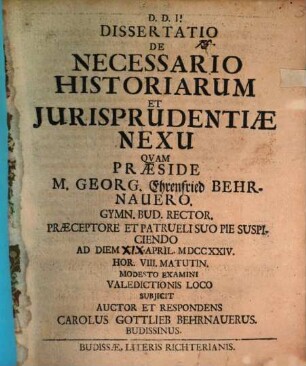 D. D. I.
DISSERTATIO
DE
NECESSARIO
HISTORIARUM
ET
JURISPRUDENTIÆ
NEXU
QVAM
PRÆSIDE
M. GEORG. Ehrenfried BEHR-
NAUERO,
GYMN. BUD. RECTOR.
PRÆCEPTORE ET PATRUELI SUO PIE SUSPI-
CIENDO
AD DIEM XIX. APRIL. MDCCXXIV.
HOR. VIII. MATUTIN.
MODESTO EXAMINI
VALEDICTIONIS LOCO
SUBJICIT
AUCTOR ET RESPONDENS
CAROLUS GOTTLIEB BEHRNAUERUS.
BUDISSINUS.
BUDISSÆ, LITERIS RICHTERIANIS.